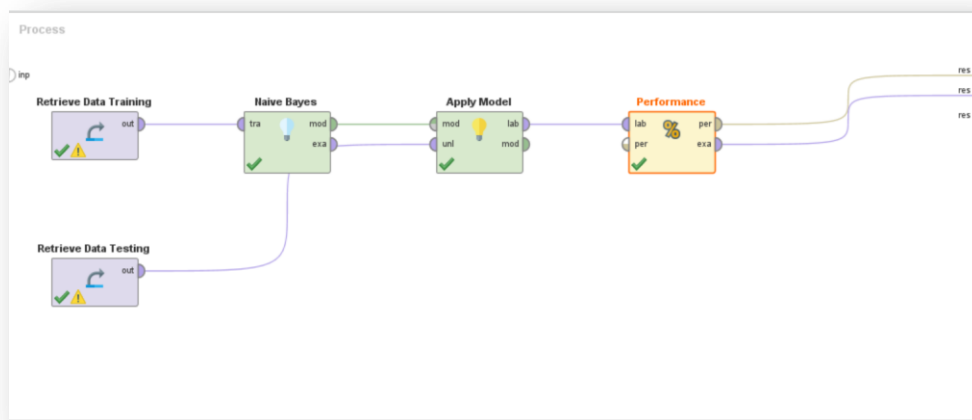 Process
inp
res
res
res
Retrieve Data Training
out
Naive Bayes
tra
mod
exa
Apply Model
mod
lab
unl
mod
Performance
%
lab
per
per
exa
Retrieve Data Testing
out